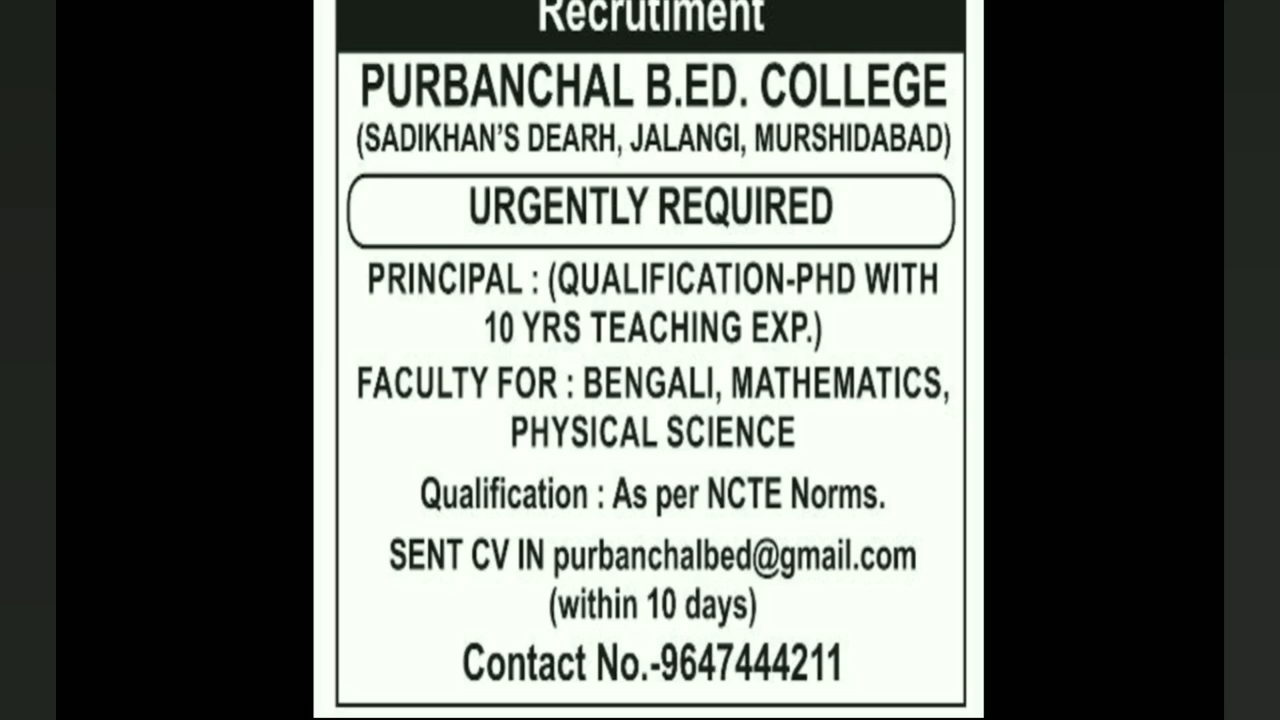 Recrutiment
PURBANCHAL B.ED. COLLEGE
(SADIKHAN'S DEARH, JALANGI, MURSHIDABAD)
URGENTLY REQUIRED
PRINCIPAL : (QUALIFICATION-PHD WITH
10 YRS TEACHING EXP.)
FACULTY FOR : BENGALI, MATHEMATICS,
PHYSICAL SCIENCE
Qualification : As per NCTE Norms.
SENT CV IN purbanchalbed@gmail.com
(within 10 days)
Contact No.-9647444211